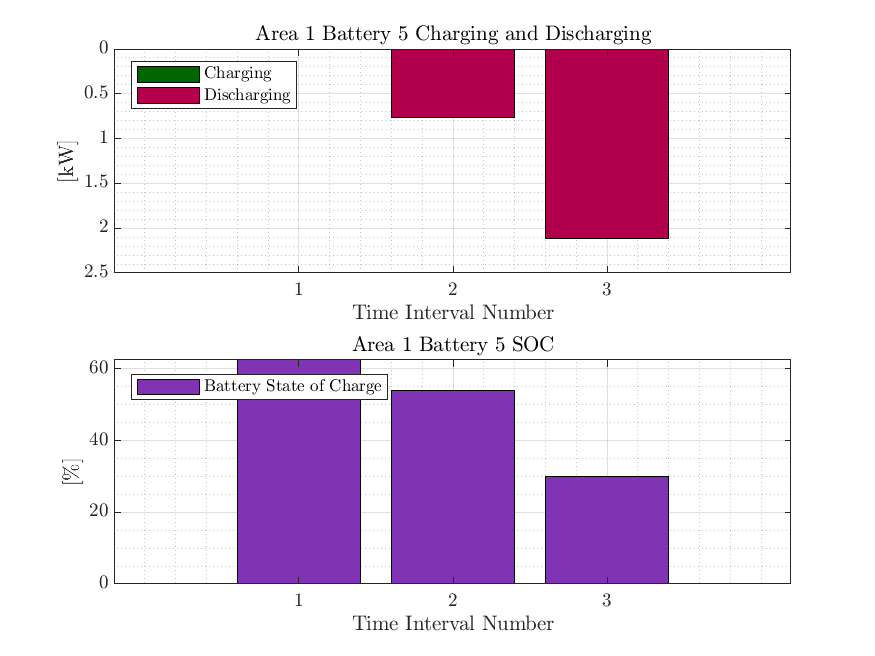 Area 1 Battery 5 Charging and Discharging
0
0.5
1
1.5
2
2.5
[kW]
Charging
Discharging
1 2 3
Time Interval Number
Area 1 Battery 5 SOC
60
40
20
0
[%]
Battery State of Charge
1 2 3
Time Interval Number